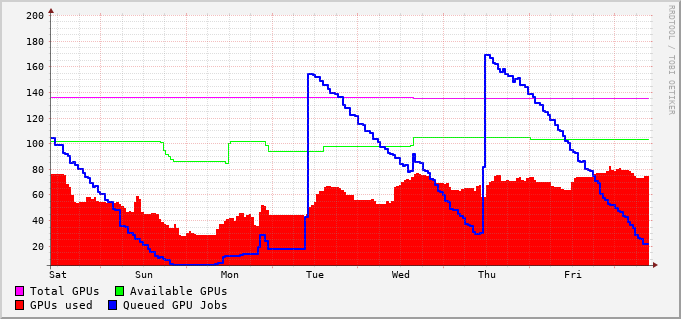 200
180
160
140
120
100
80
60
40
20
Sat Sun Mon Tue Wed Thu Fri
Total GPUs Available GPUs
GPUs used Queued GPU Jobs
RRDTOOL / TOBI OETIKER